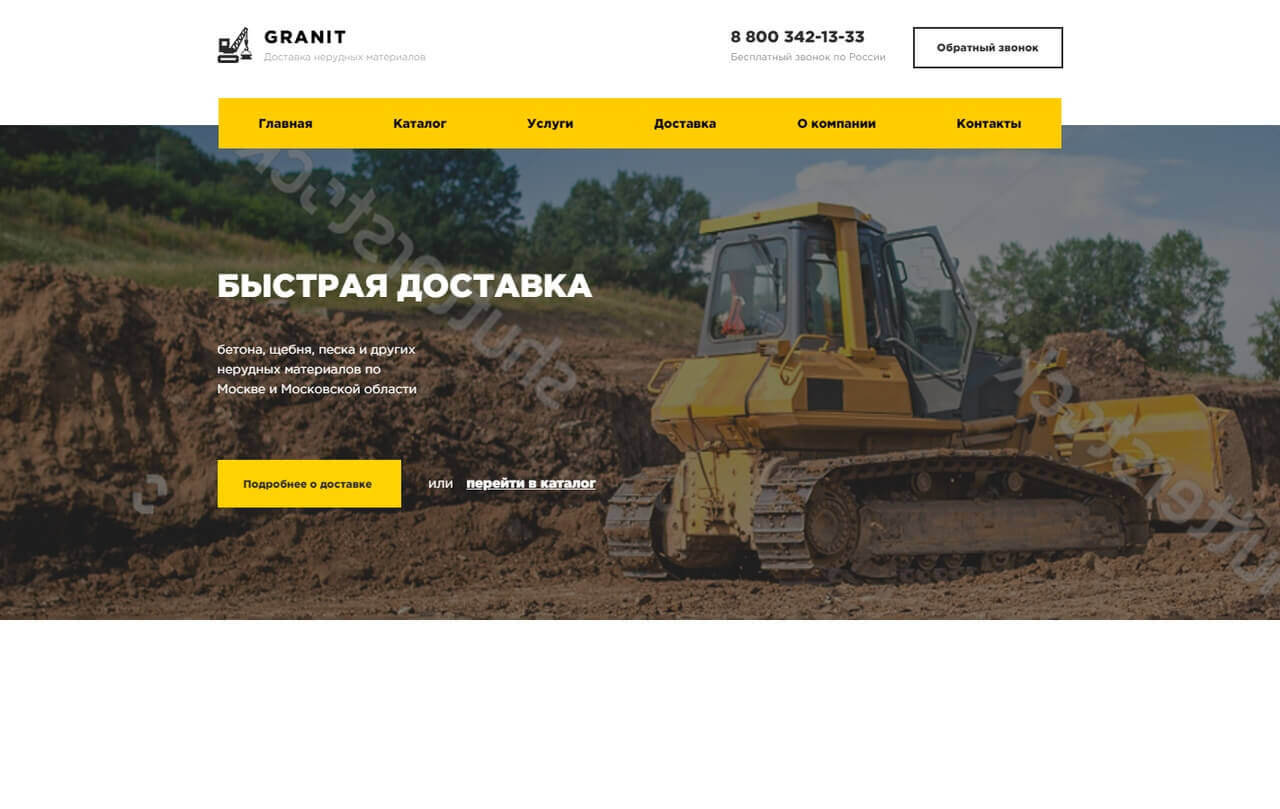 GRANIT
Доставка нерудных материалов
8 800 342-13-33
Бесплатный звонок по России
Обратный звонок
Главная Каталог Услуги Доставка О компании Контакты
БЫСТРАЯ ДОСТАВКА
бетона, щебня, песка и других
нерудных материалов по
Москве и Московской области
Подробнее о доставке или перейти в каталог